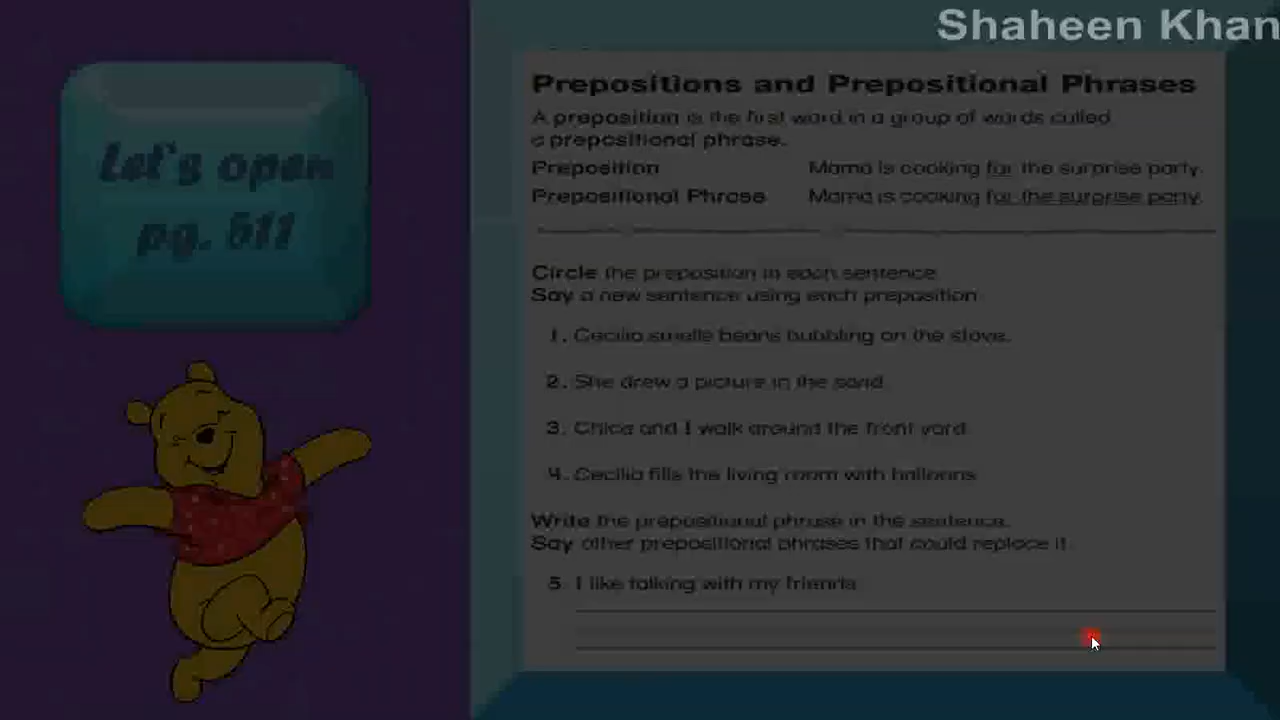 Shaheen Khan
Let's open
pg. 511
Prepositions and Prepositional Phrases
A preposition is the first word in a group of words called
a prepositional phrase.
Preposition Mama is cooking for the surprise party.
Prepositional Phrase Mama is cooking for the surprise party.
Circle the preposition in each sentence.
Say a new sentence using each preposition.
1. Cecilia smells beans bubbling on the stove.
2. She drew a picture in the sand.
3. Chica and I walk around the front yard.
4. Cecilia fills the living room with balloons.
Write the prepositional phrase in the sentence.
Say other prepositional phrases that could replace it.
5. I like talking with my friends.